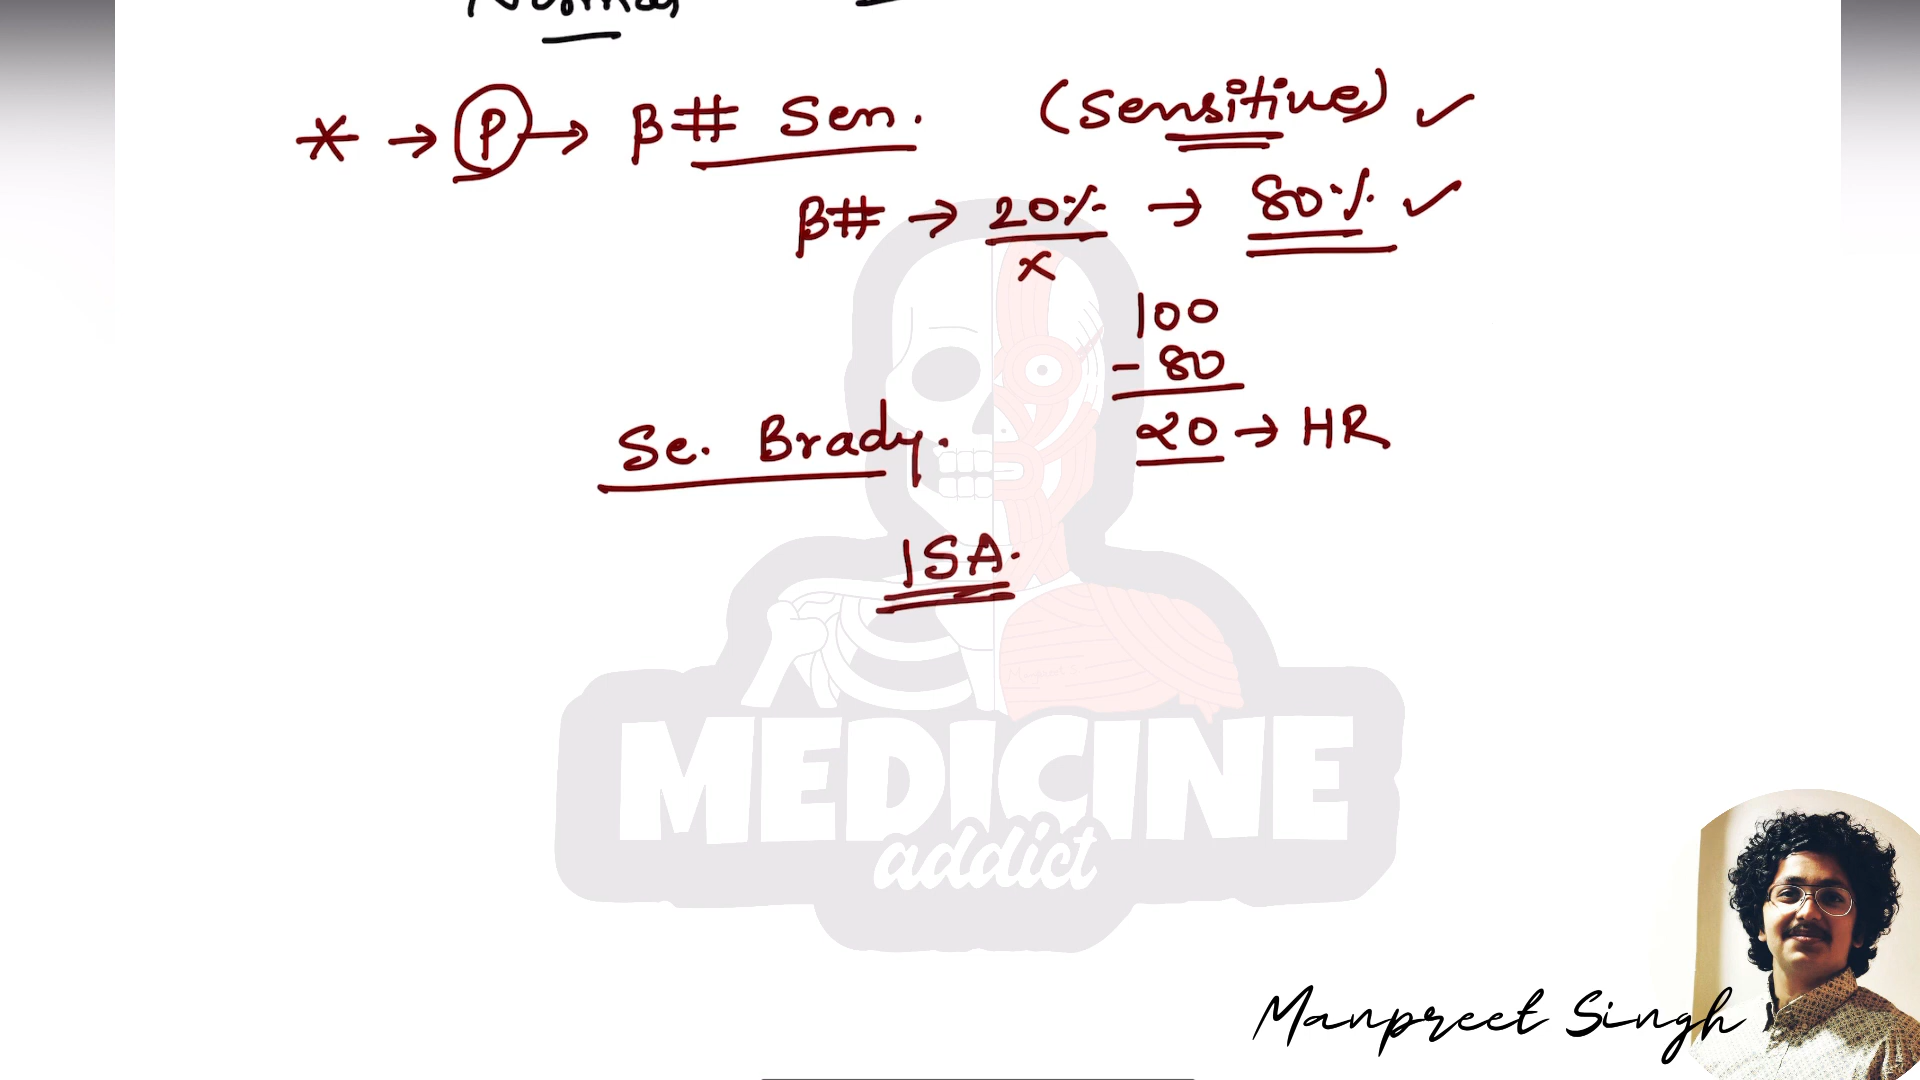 * → P → β# Sen. (Sensitive) ✓
β# → 20% → 80% ✓
x
100
- 80
20 → HR
Se. Brady.
ISA.
MEDICINE
addict
Manpreet Singh